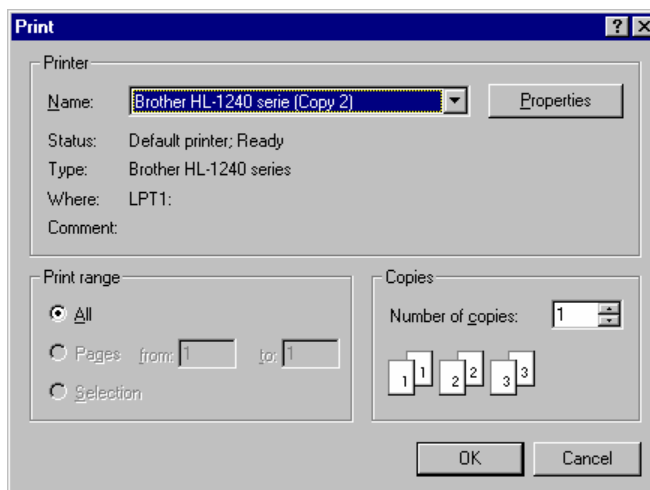 Print
Printer
Name: Brother HL-1240 serie (Copy 2) Properties
Status: Default printer; Ready
Type: Brother HL-1240 series
Where: LPT1:
Comment:
Print range
All
Pages from: 1 to: 1
Selection
Copies
Number of copies: 1
1 1 2 2 3 3
OK Cancel